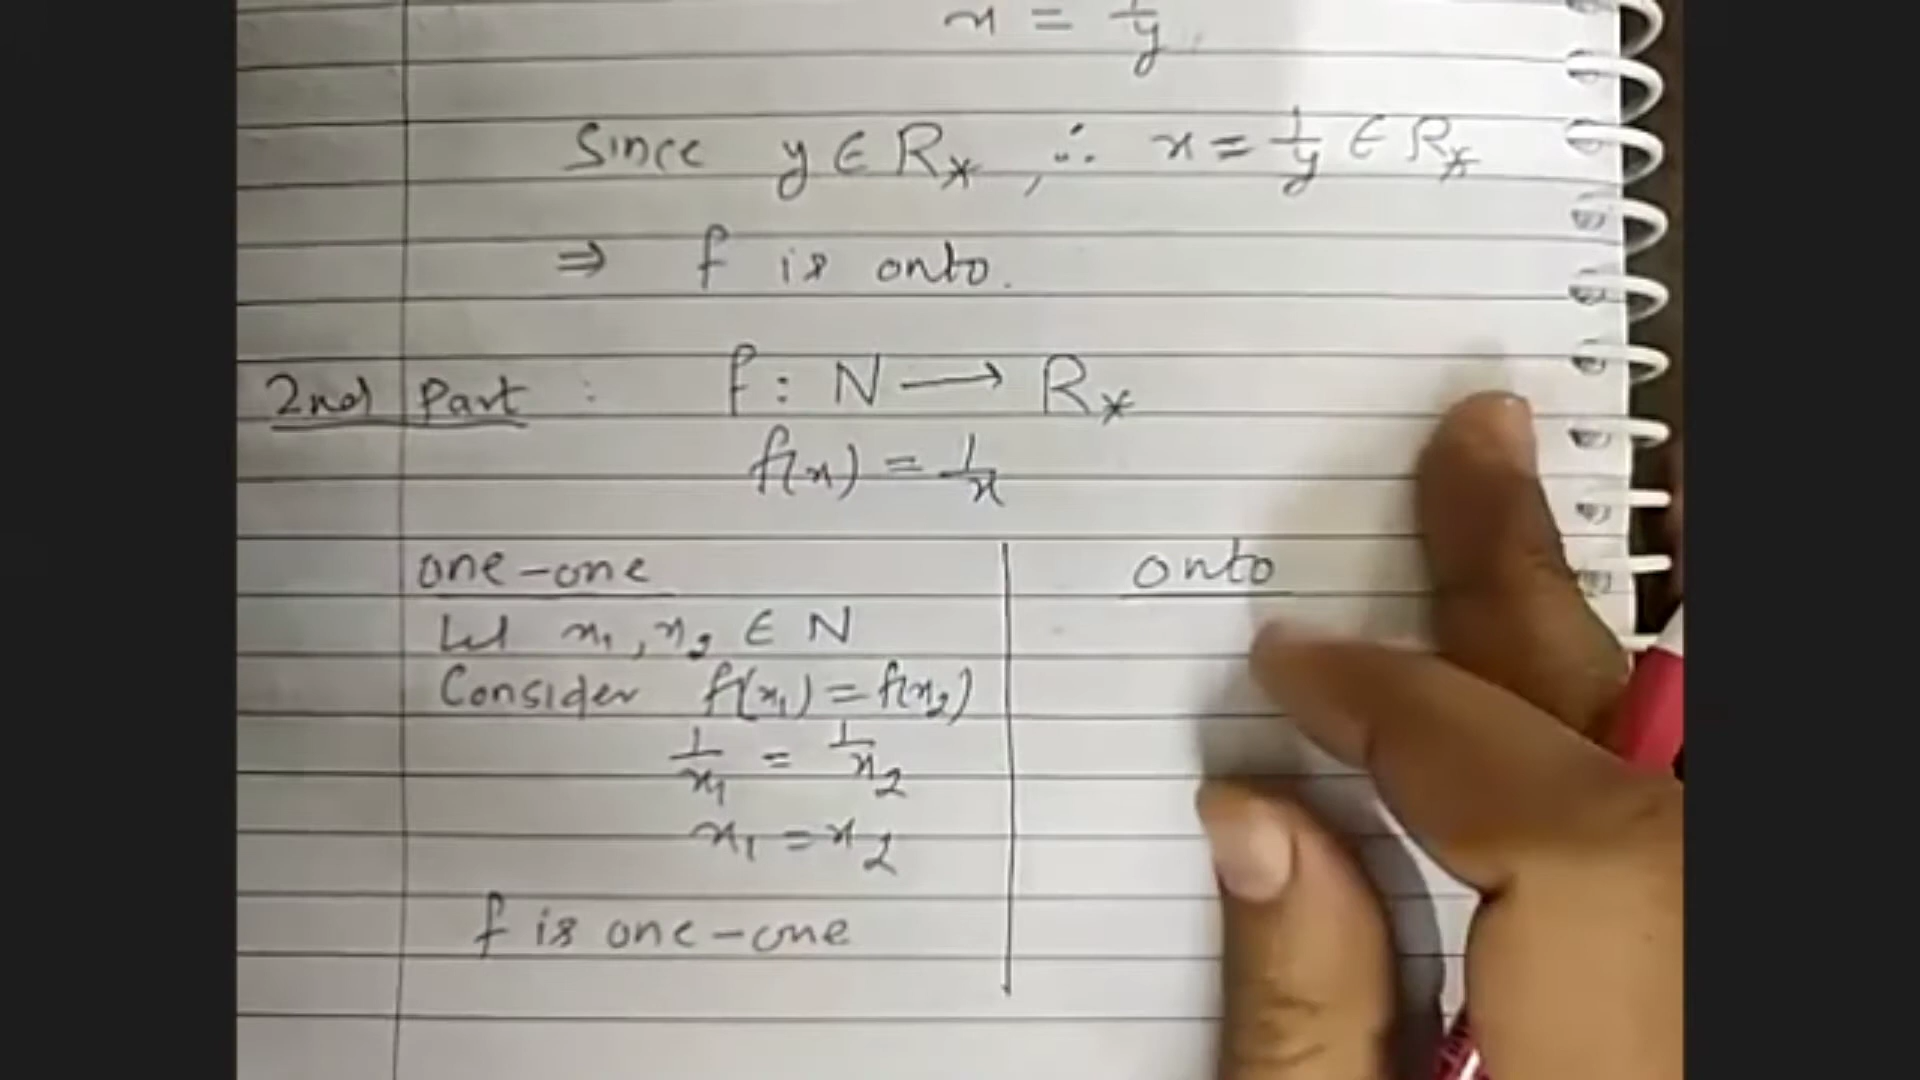 x = 1/y
Since y ∈ R* , ∴ x = 1/y ∈ R*
⇒ f is onto.
2nd Part : f : N → R*
f(x) = 1/x
one-one
Let x1, x2 ∈ N
Consider f(x1) = f(x2)
1/x1 = 1/x2
x1 = x2
f is one-one
onto